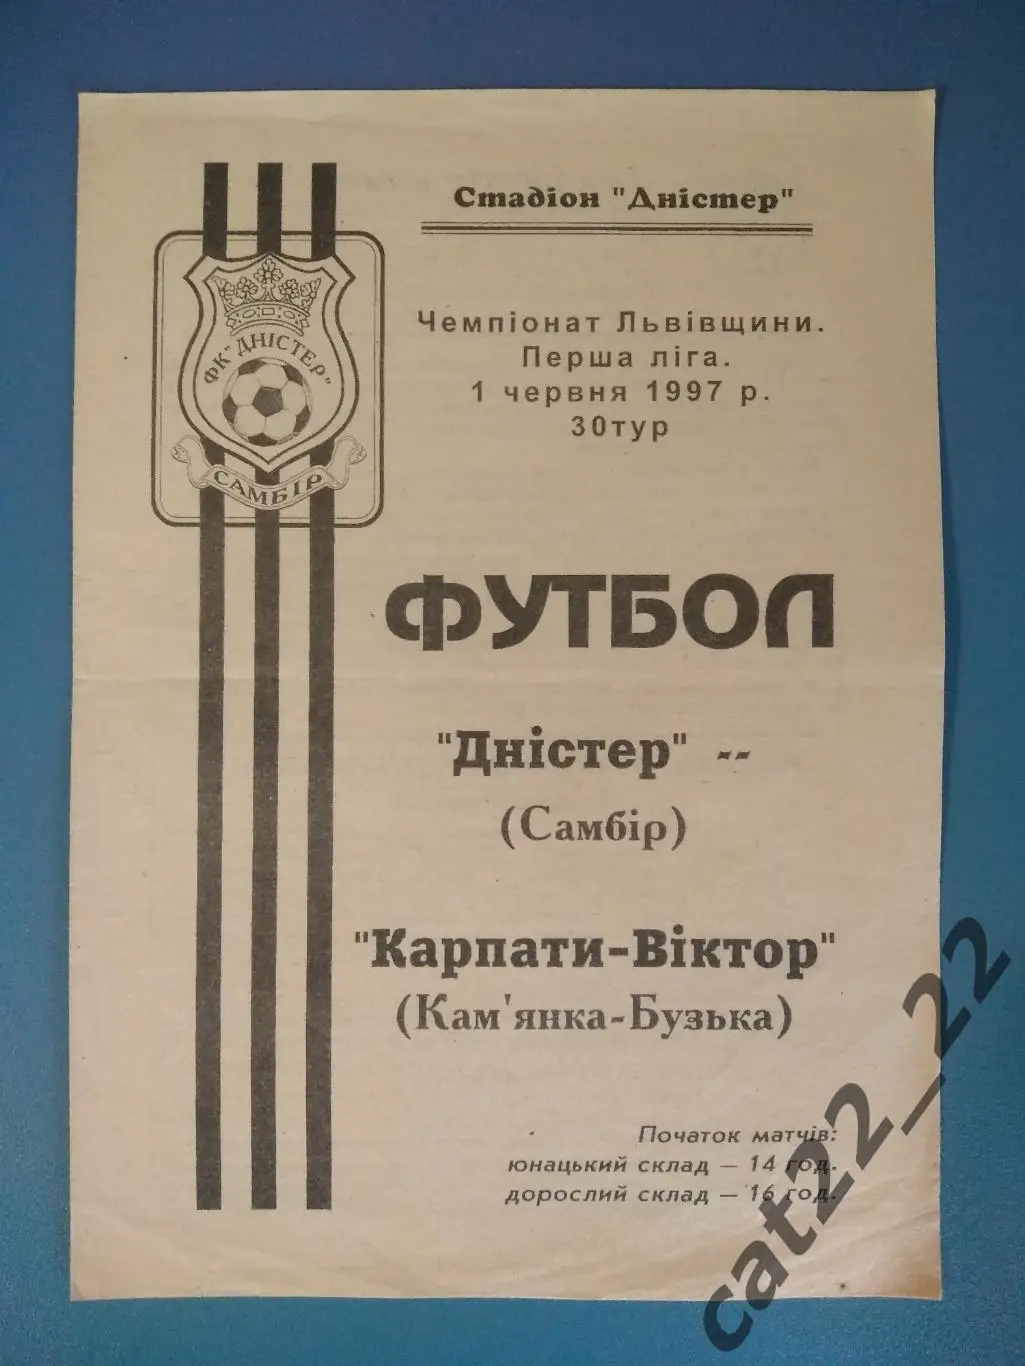 Стадіон "Дністер"
ФК "ДНІСТЕР"
САМБІР
Чемпіонат Львівщини.
Перша ліга.
1 червня 1997 р.
30тур
ФУТБОЛ
"Дністер" --
(Самбір)
"Карпати-Віктор"
(Кам'янка-Бузька)
Початок матчів:
юнацький склад – 14 год.
дорослий склад – 16 год.
cat22_22